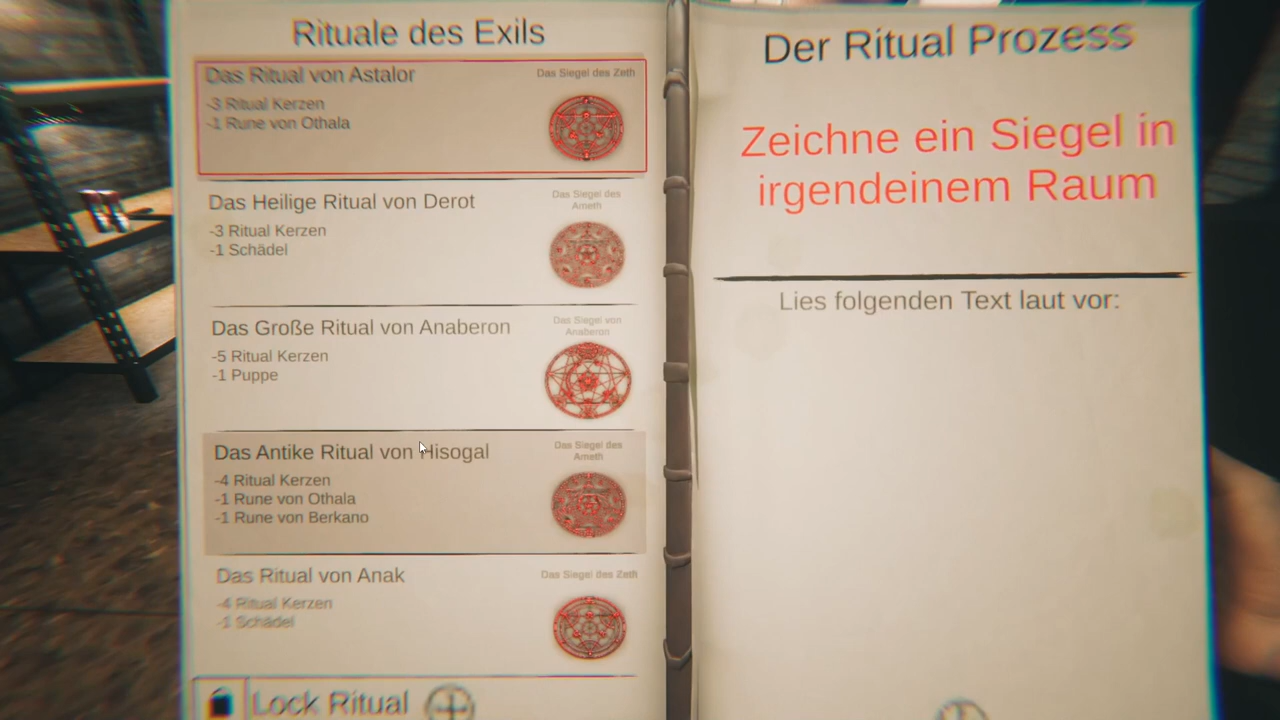 Rituale des Exils
Das Ritual von Astalor
Das Siegel des Zeth
-3 Ritual Kerzen
-1 Rune von Othala
Das Heilige Ritual von Derot
Das Siegel des
Ameth
-3 Ritual Kerzen
-1 Schädel
Das Große Ritual von Anaberon
Das Siegel von
Anaberon
-5 Ritual Kerzen
-1 Puppe
Das Antike Ritual von Hisogal
Das Siegel des
Ameth
-4 Ritual Kerzen
-1 Rune von Othala
-1 Rune von Berkano
Das Ritual von Anak
Das Siegel des Zeth
-4 Ritual Kerzen
-1 Schädel
Lock Ritual
Der Ritual Prozess
Zeichne ein Siegel in
irgendeinem Raum
Lies folgenden Text laut vor: